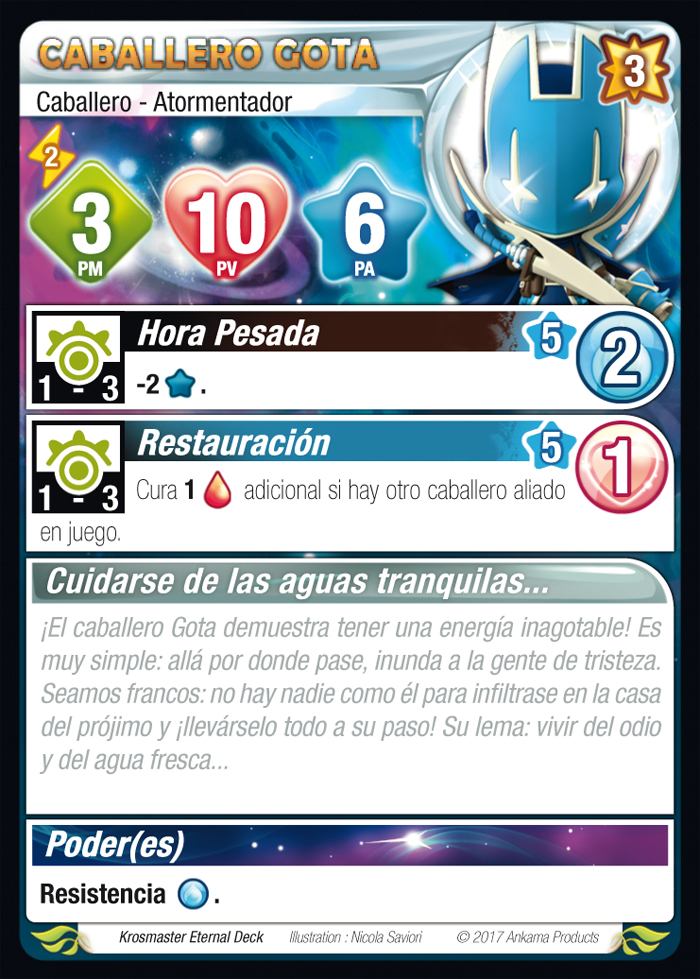 CABALLERO GOTA
3
Caballero - Atormentador
2
3
PM
10
PV
6
PA
Hora Pesada
5
2
1 - 3
-2 .
Restauración
5
1
1 - 3
Cura 1 adicional si hay otro caballero aliado
en juego.
Cuidarse de las aguas tranquilas...
¡El caballero Gota demuestra tener una energía inagotable! Es
muy simple: allá por donde pase, inunda a la gente de tristeza.
Seamos francos: no hay nadie como él para infiltrase en la casa
del prójimo y ¡llevárselo todo a su paso! Su lema: vivir del odio
y del agua fresca...
Poder(es)
Resistencia .
Krosmaster Eternal Deck Illustration : Nicola Saviori © 2017 Ankama Products